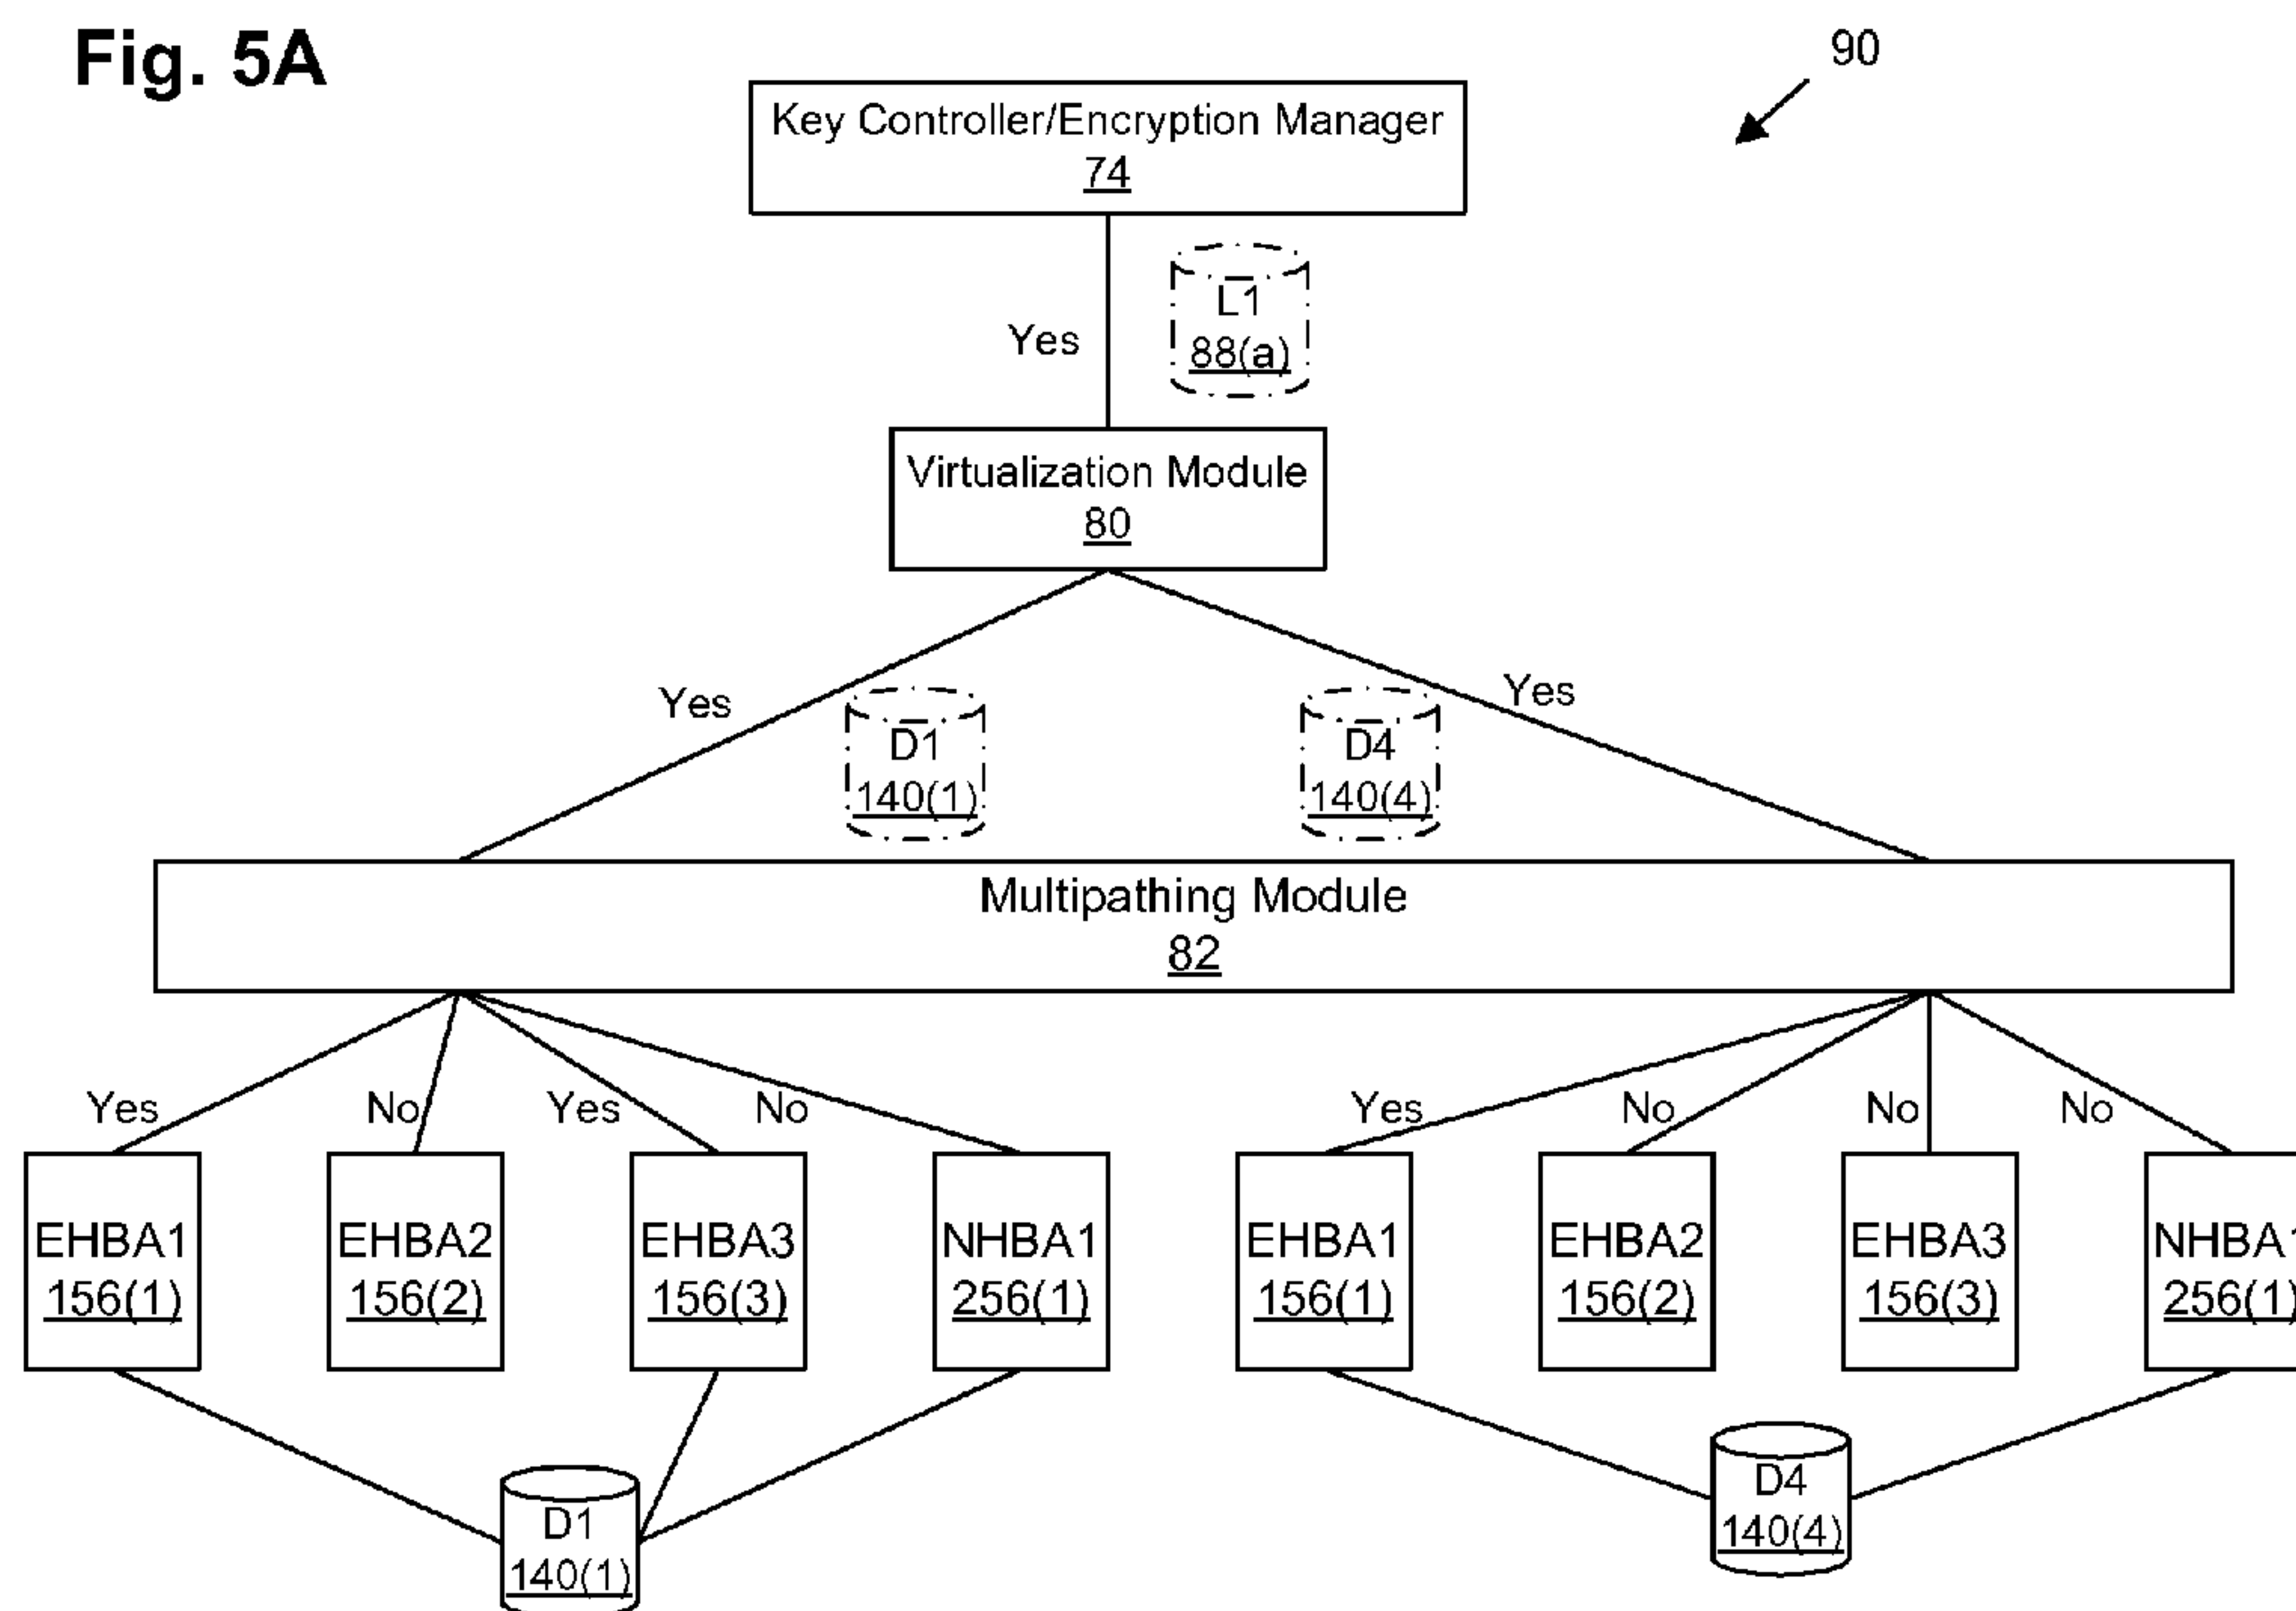 Fig. 5A
90
Key Controller/Encryption Manager
74
Yes
L1
88(a)
Virtualization Module
80
Yes
D1
140(1)
D4
140(4)
Yes
Multipathing Module
82
Yes
No
Yes
No
Yes
No
No
No
EHBA1
156(1)
EHBA2
156(2)
EHBA3
156(3)
NHBA1
256(1)
EHBA1
156(1)
EHBA2
156(2)
EHBA3
156(3)
NHBA1
256(1)
D1
140(1)
D4
140(4)